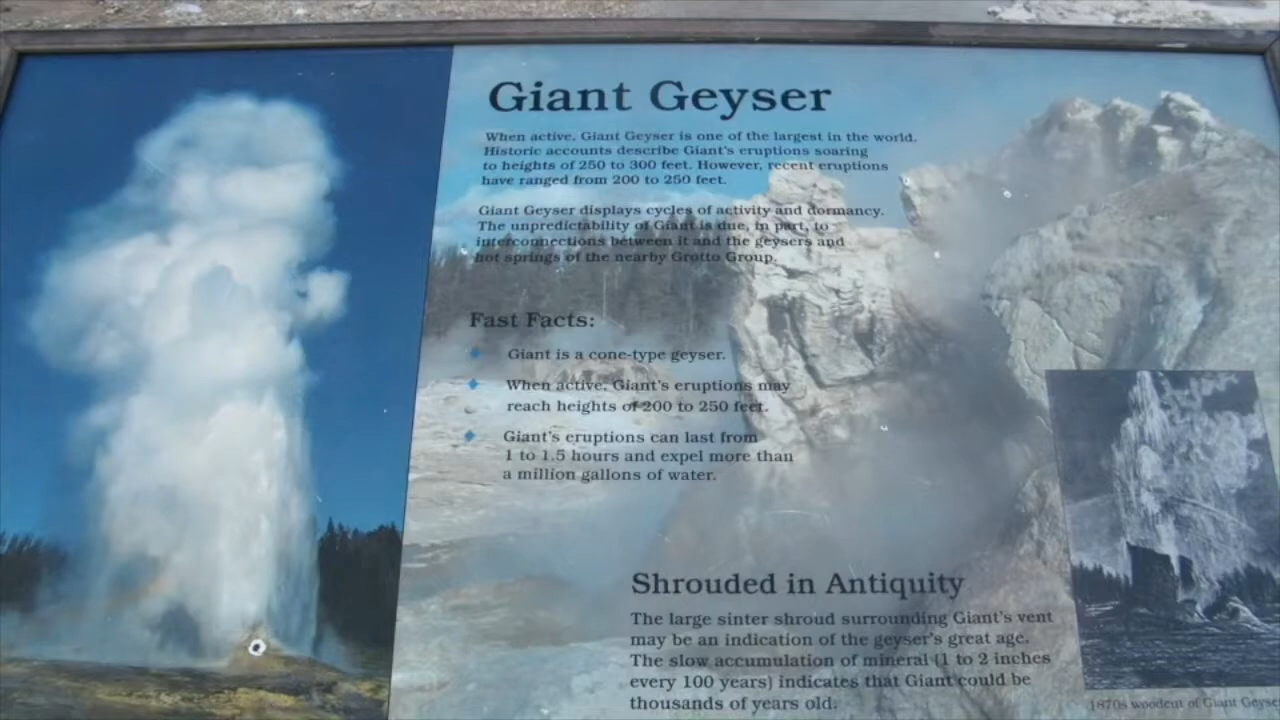 Giant Geyser
When active, Giant Geyser is one of the largest in the world.
Historic accounts describe Giant's eruptions soaring
to heights of 250 to 300 feet. However, recent eruptions
have ranged from 200 to 250 feet.
Giant Geyser displays cycles of activity and dormancy.
The unpredictability of Giant is due, in part, to
interconnections between it and the geysers and
hot springs of the nearby Grotto Group.
Fast Facts:
Giant is a cone-type geyser.
When active, Giant's eruptions may
reach heights of 200 to 250 feet.
Giant's eruptions can last from
1 to 1.5 hours and expel more than
a million gallons of water.
Shrouded in Antiquity
The large sinter shroud surrounding Giant's vent
may be an indication of the geyser's great age.
The slow accumulation of mineral (1 to 2 inches
every 100 years) indicates that Giant could be
thousands of years old.
1870s woodcut of Giant Geyse